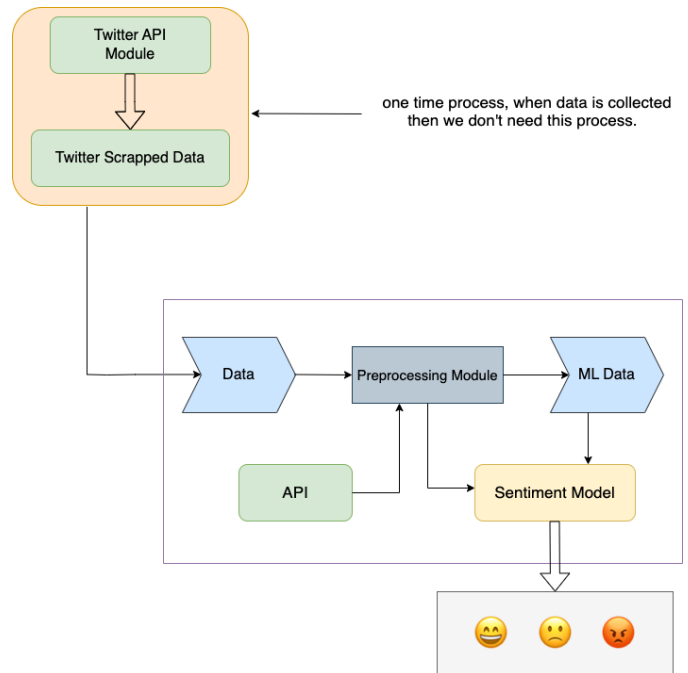 Twitter API
Module
one time process, when data is collected
then we don't need this process.
Twitter Scrapped Data
Data
Preprocessing Module
ML Data
API
Sentiment Model